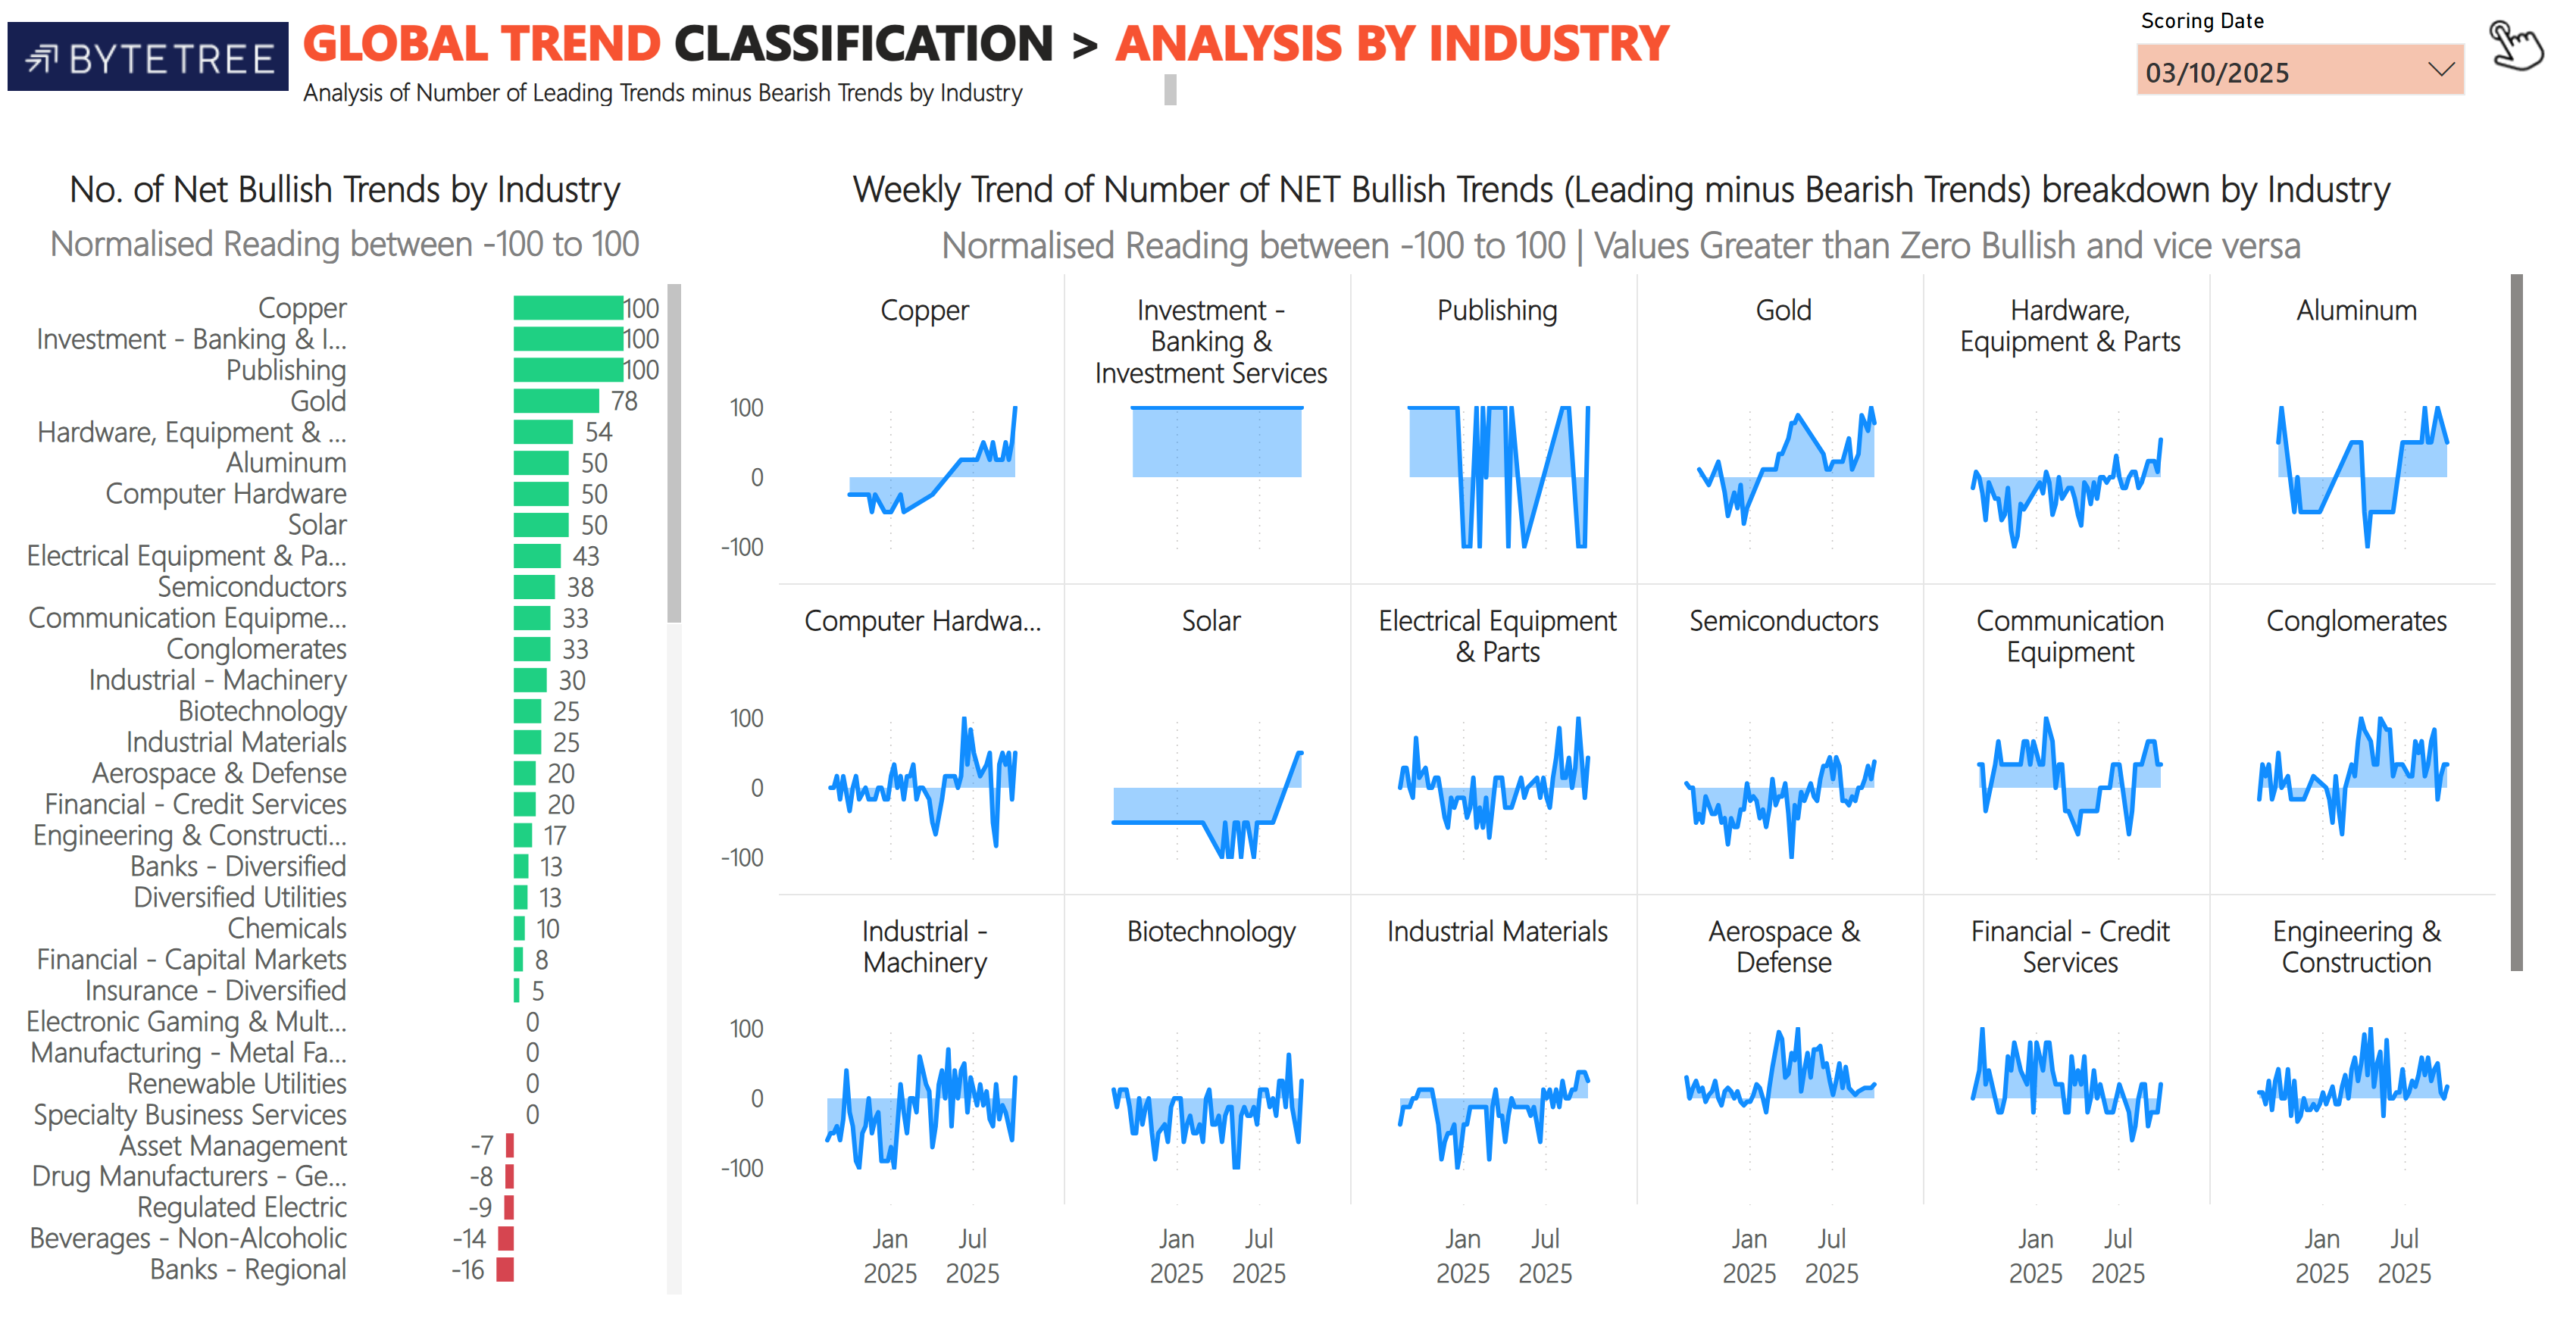 BYTETREE
GLOBAL TREND CLASSIFICATION > ANALYSIS BY INDUSTRY
Analysis of Number of Leading Trends minus Bearish Trends by Industry
Scoring Date
03/10/2025
No. of Net Bullish Trends by Industry
Normalised Reading between -100 to 100
Copper 100
Investment - Banking & I... 100
Publishing 100
Gold 78
Hardware, Equipment & ... 54
Aluminum 50
Computer Hardware 50
Solar 50
Electrical Equipment & Pa... 43
Semiconductors 38
Communication Equipme... 33
Conglomerates 33
Industrial - Machinery 30
Biotechnology 25
Industrial Materials 25
Aerospace & Defense 20
Financial - Credit Services 20
Engineering & Constructi... 17
Banks - Diversified 13
Diversified Utilities 13
Chemicals 10
Financial - Capital Markets 8
Insurance - Diversified 5
Electronic Gaming & Mult... 0
Manufacturing - Metal Fa... 0
Renewable Utilities 0
Specialty Business Services 0
Asset Management -7
Drug Manufacturers - Ge... -8
Regulated Electric -9
Beverages - Non-Alcoholic -14
Banks - Regional -16
Weekly Trend of Number of NET Bullish Trends (Leading minus Bearish Trends) breakdown by Industry
Normalised Reading between -100 to 100 | Values Greater than Zero Bullish and vice versa
Copper
Investment -
Banking &
Investment Services
Publishing
Gold
Hardware,
Equipment & Parts
Aluminum
100
0
-100
Computer Hardwa...
Solar
Electrical Equipment
& Parts
Semiconductors
Communication
Equipment
Conglomerates
100
0
-100
Industrial -
Machinery
Biotechnology
Industrial Materials
Aerospace &
Defense
Financial - Credit
Services
Engineering &
Construction
100
0
-100
Jan Jul Jan Jul Jan Jul Jan Jul Jan Jul Jan Jul
2025 2025 2025 2025 2025 2025 2025 2025 2025 2025 2025 2025